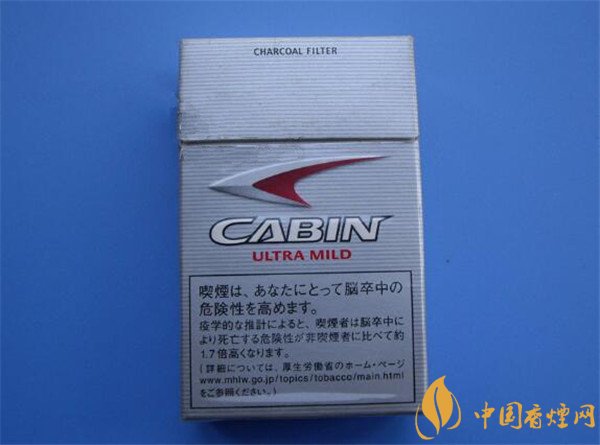 CHARCOAL FILTER
CABIN
ULTRA MILD
喫煙は、あなたにとって脳卒中の
危険性を高めます。
疫学的な推計によると、喫煙者は脳卒中に
より死亡する危険性が非喫煙者に比べて約
1.7倍高くなります。
(詳細については、厚生労働省のホーム・ページ
www.mhlw.go.jp/topics/tobacco/main.html
をご参照ください。)
中国香烟网